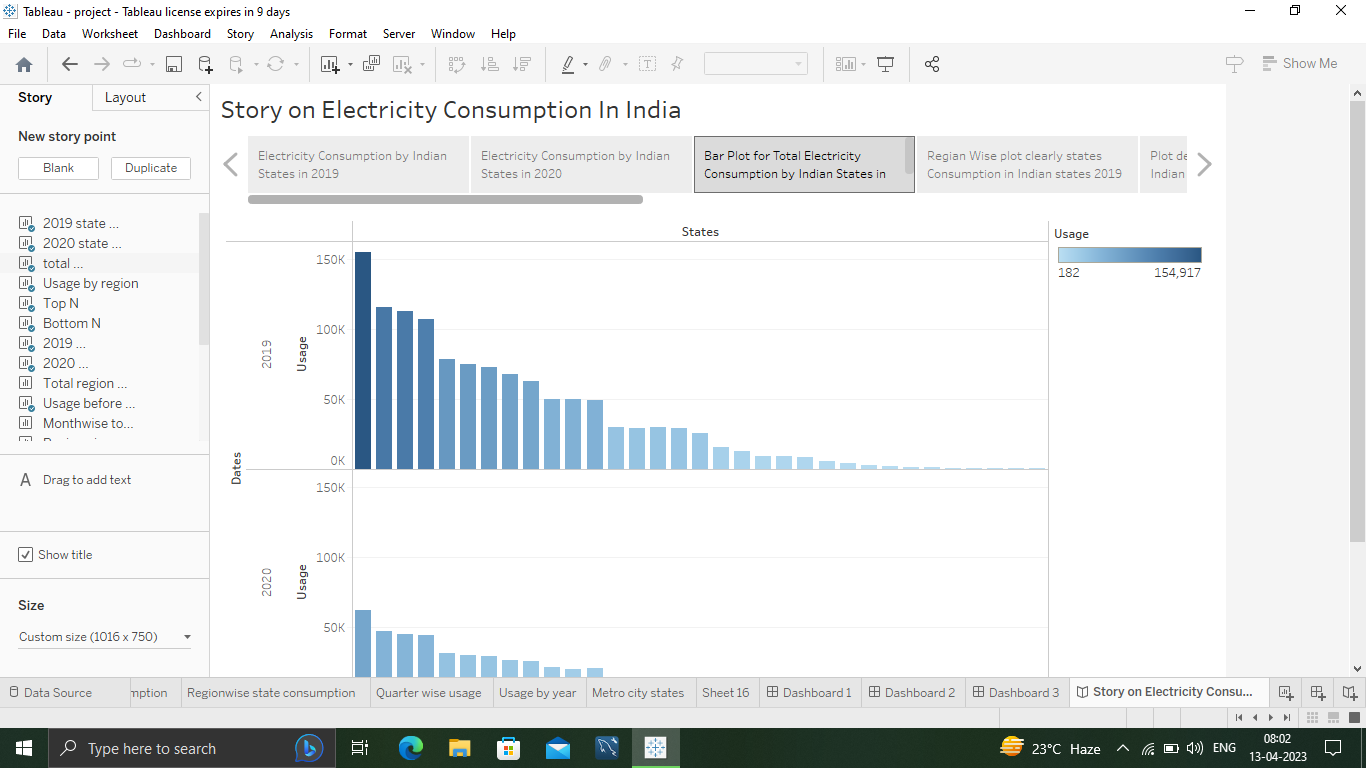 Tableau - project - Tableau license expires in 9 days
File Data Worksheet Dashboard Story Analysis Format Server Window Help
Show Me
Story Layout
New story point
Blank Duplicate
2019 state ...
2020 state ...
total ...
Usage by region
Top N
Bottom N
2019 ...
2020 ...
Total region ...
Usage before ...
Monthwise to...
A Drag to add text
Show title
Size
Custom size (1016 x 750)
Story on Electricity Consumption In India
Electricity Consumption by Indian
States in 2019
Electricity Consumption by Indian
States in 2020
Bar Plot for Total Electricity
Consumption by Indian States in
Regian Wise plot clearly states
Consumption in Indian states 2019
Plot de
Indian
States
Dates
2019
Usage
150K
100K
50K
0K
2020
Usage
150K
100K
50K
Usage
182 154,917
Data Source mption Regionwise state consumption Quarter wise usage Usage by year Metro city states Sheet 16 Dashboard 1 Dashboard 2 Dashboard 3 Story on Electricity Consu...
Type here to search
23°C Haze ENG 08:02
13-04-2023